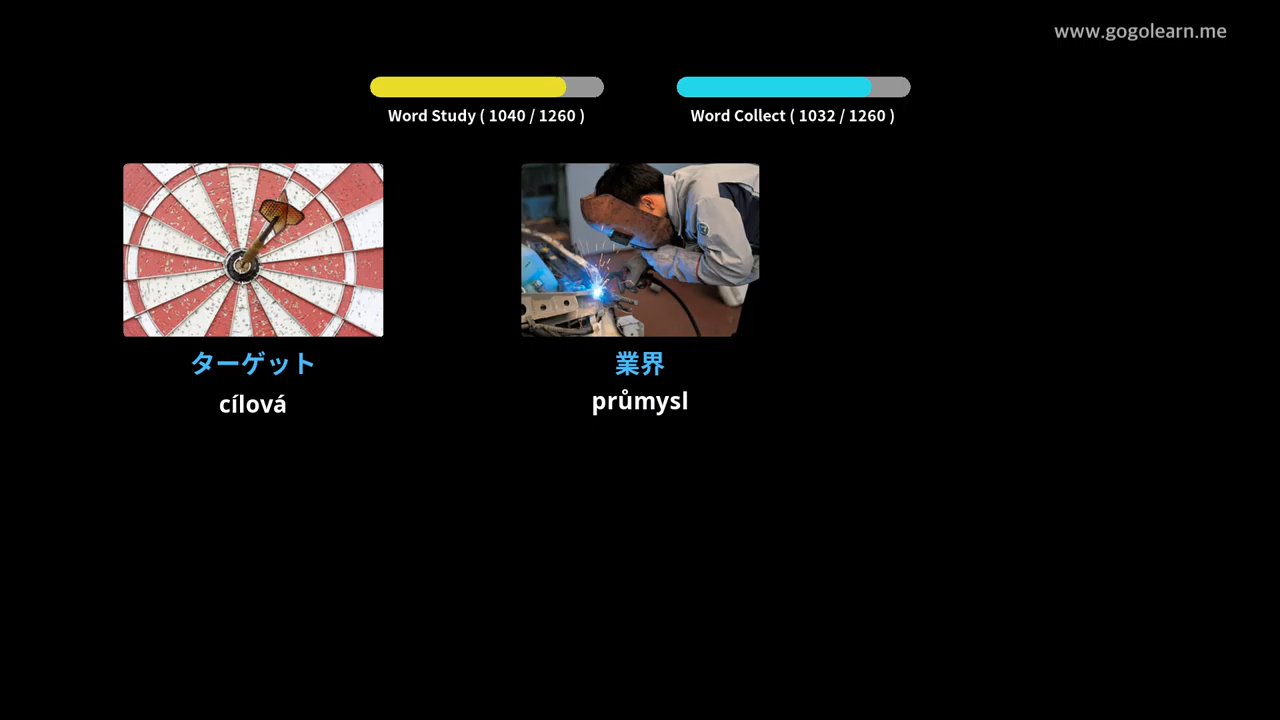 www.gogolearn.me
Word Study ( 1040 / 1260 )
Word Collect ( 1032 / 1260 )
ターゲット
cílová
業界
průmysl